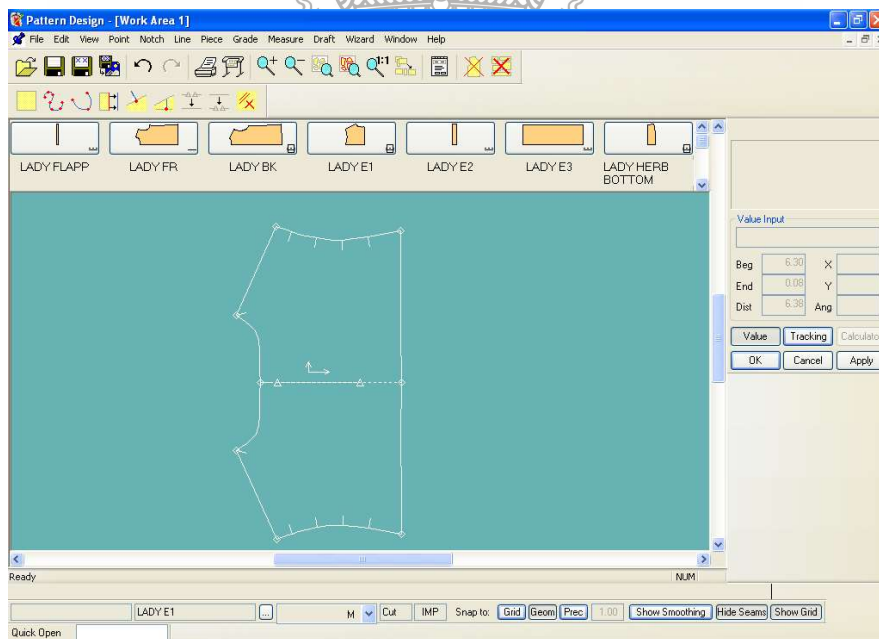 Pattern Design - [Work Area 1]
File Edit View Point Notch Line Piece Grade Measure Draft Wizard Window Help
1:1
LADY FLAPP LADY FR LADY BK LADY E1 LADY E2 LADY E3 LADY HERB BOTTOM
Value Input
Beg 6.30 X
End 0.08 Y
Dist 6.38 Ang
Value Tracking Calculato
OK Cancel Apply
Ready NUM
LADY E1 ... M Cut IMP Snap to: Grid Geom Prec 1.00 Show Smoothing Hide Seams Show Grid
Quick Open